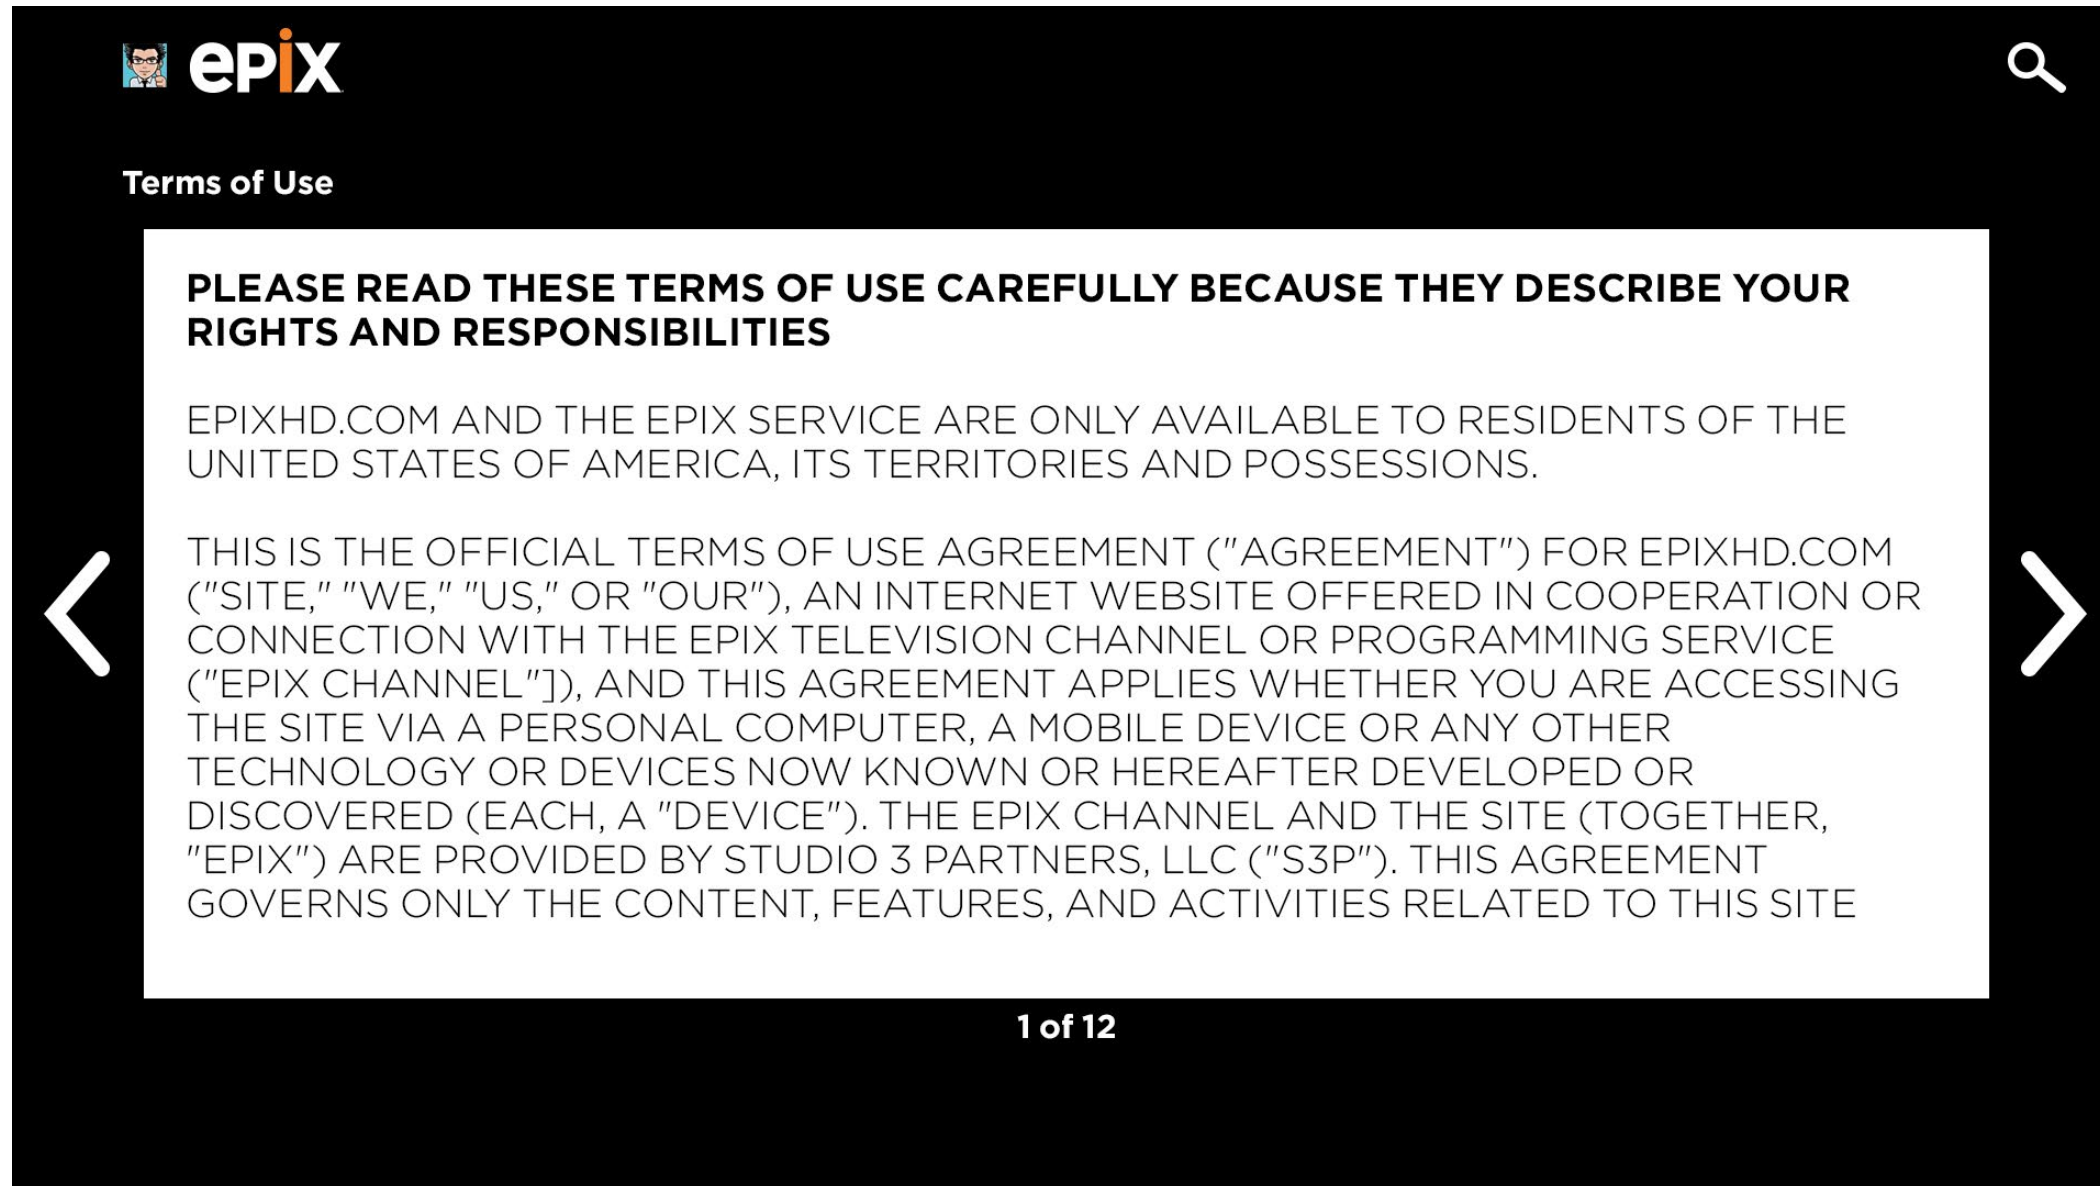 epix
Terms of Use
PLEASE READ THESE TERMS OF USE CAREFULLY BECAUSE THEY DESCRIBE YOUR
RIGHTS AND RESPONSIBILITIES
EPIXHD.COM AND THE EPIX SERVICE ARE ONLY AVAILABLE TO RESIDENTS OF THE
UNITED STATES OF AMERICA, ITS TERRITORIES AND POSSESSIONS.
THIS IS THE OFFICIAL TERMS OF USE AGREEMENT ("AGREEMENT") FOR EPIXHD.COM
("SITE," "WE," "US," OR "OUR"), AN INTERNET WEBSITE OFFERED IN COOPERATION OR
CONNECTION WITH THE EPIX TELEVISION CHANNEL OR PROGRAMMING SERVICE
("EPIX CHANNEL"]), AND THIS AGREEMENT APPLIES WHETHER YOU ARE ACCESSING
THE SITE VIA A PERSONAL COMPUTER, A MOBILE DEVICE OR ANY OTHER
TECHNOLOGY OR DEVICES NOW KNOWN OR HEREAFTER DEVELOPED OR
DISCOVERED (EACH, A "DEVICE"). THE EPIX CHANNEL AND THE SITE (TOGETHER,
"EPIX") ARE PROVIDED BY STUDIO 3 PARTNERS, LLC ("S3P"). THIS AGREEMENT
GOVERNS ONLY THE CONTENT, FEATURES, AND ACTIVITIES RELATED TO THIS SITE
1 of 12